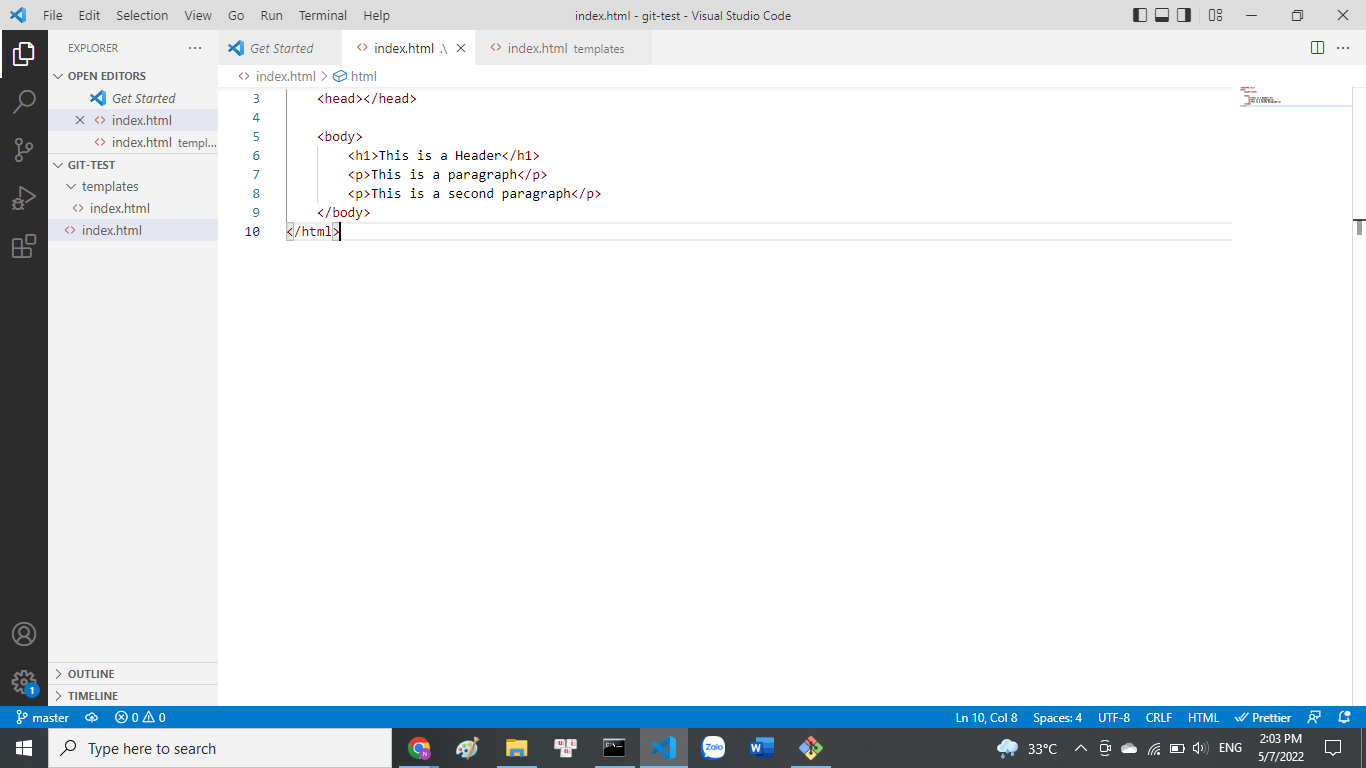 File Edit Selection View Go Run Terminal Help index.html - git-test - Visual Studio Code
EXPLORER
OPEN EDITORS
Get Started
index.html
index.html templ...
GIT-TEST
templates
index.html
index.html
OUTLINE
TIMELINE
Get Started index.html .\ index.html templates
index.html > html
3 <head></head>
4
5 <body>
6 <h1>This is a Header</h1>
7 <p>This is a paragraph</p>
8 <p>This is a second paragraph</p>
9 </body>
10 </html>
1
master 0 0 Ln 10, Col 8 Spaces: 4 UTF-8 CRLF HTML Prettier
Type here to search
N
u n i
Zalo
33°C ENG
2:03 PM
5/7/2022